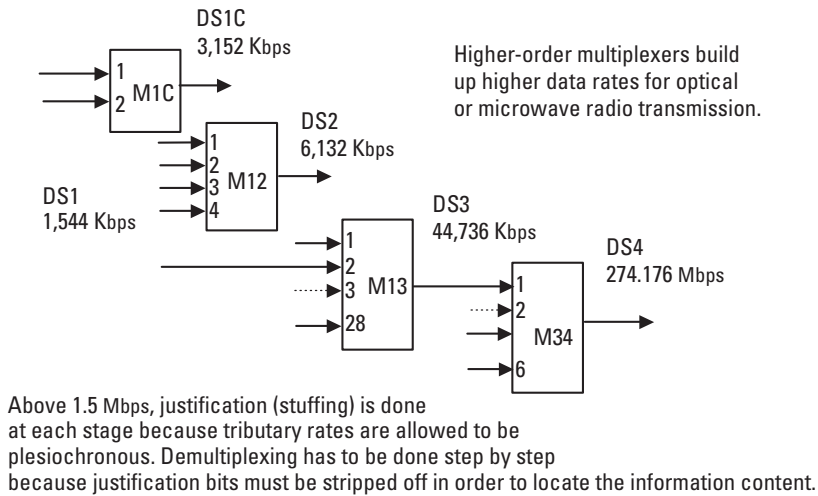 DS1C
3,152 Kbps
Higher-order multiplexers build
up higher data rates for optical
or microwave radio transmission.
1
2
M1C
DS2
6,132 Kbps
1
2
3
4
M12
DS1
1,544 Kbps
DS3
44,736 Kbps
1
2
3
28
M13
DS4
274.176 Mbps
1
2
6
M34
Above 1.5 Mbps, justification (stuffing) is done
at each stage because tributary rates are allowed to be
plesiochronous. Demultiplexing has to be done step by step
because justification bits must be stripped off in order to locate the information content.